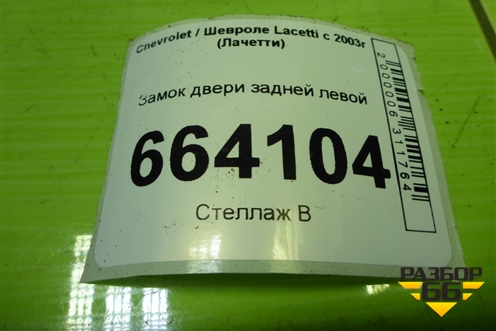 Chevrolet / Шевроле Lacetti с 2003г
(Лачетти)
Замок двери задней левой
664104
Стеллаж В
2000006311764
РАЗБОР
66